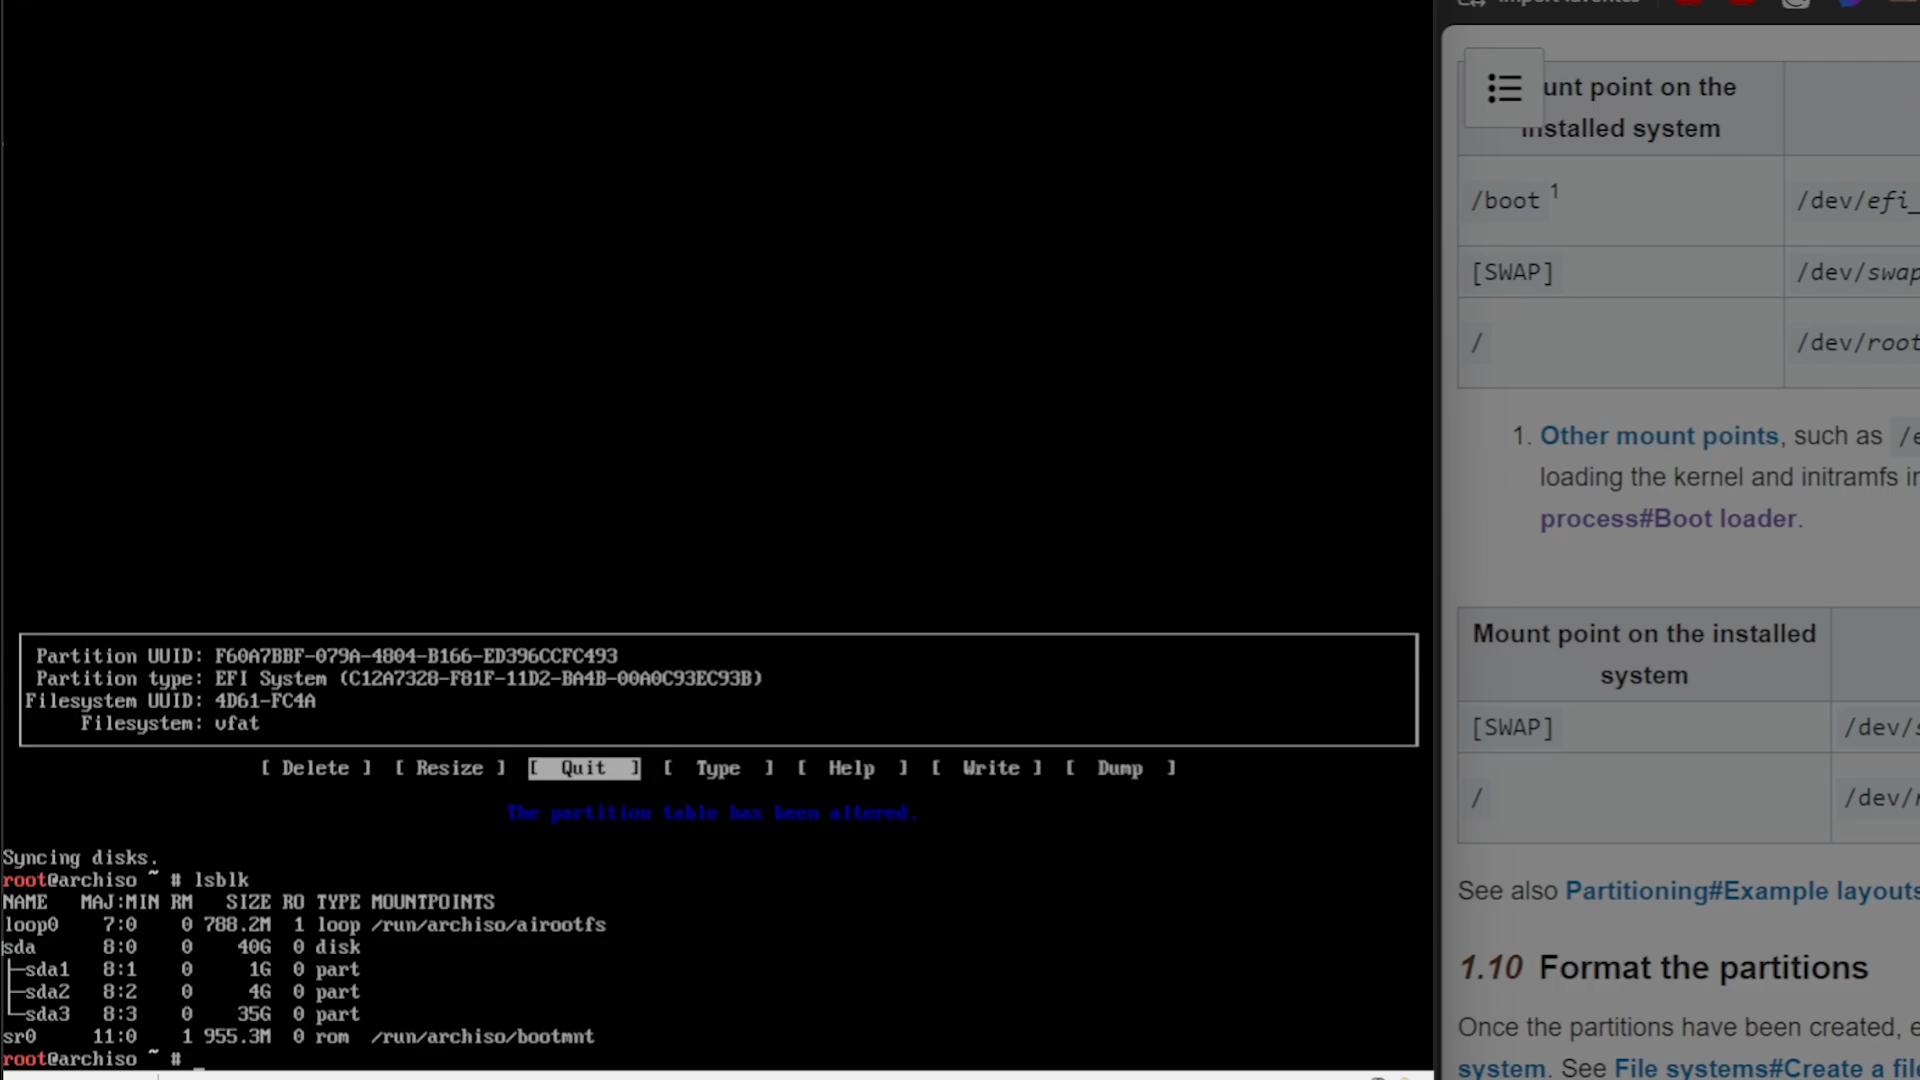 Partition UUID: F60A7BBF-079A-4804-B166-ED396CCFC493
Partition type: EFI System (C12A7328-F81F-11D2-BA4B-00A0C93EC93B)
Filesystem UUID: 4D61-FC4A
Filesystem: vfat
[ Delete ] [ Resize ] [ Quit ] [ Type ] [ Help ] [ Write ] [ Dump ]
The partition table has been altered.
Syncing disks.
root@archiso ~ # lsblk
NAME MAJ:MIN RM SIZE RO TYPE MOUNTPOINTS
loop0 7:0 0 788.2M 1 loop /run/archiso/airootfs
sda 8:0 0 40G 0 disk
├─sda1 8:1 0 1G 0 part
├─sda2 8:2 0 4G 0 part
└─sda3 8:3 0 35G 0 part
sr0 11:0 1 955.3M 0 rom /run/archiso/bootmnt
root@archiso ~ #
unt point on the
installed system
/boot 1 /dev/efi_
[SWAP] /dev/swap
/ /dev/root
1. Other mount points, such as /e
loading the kernel and initramfs in
process#Boot loader.
Mount point on the installed
system
[SWAP] /dev/s
/ /dev/r
See also Partitioning#Example layouts
1.10 Format the partitions
Once the partitions have been created, e
system. See File systems#Create a file